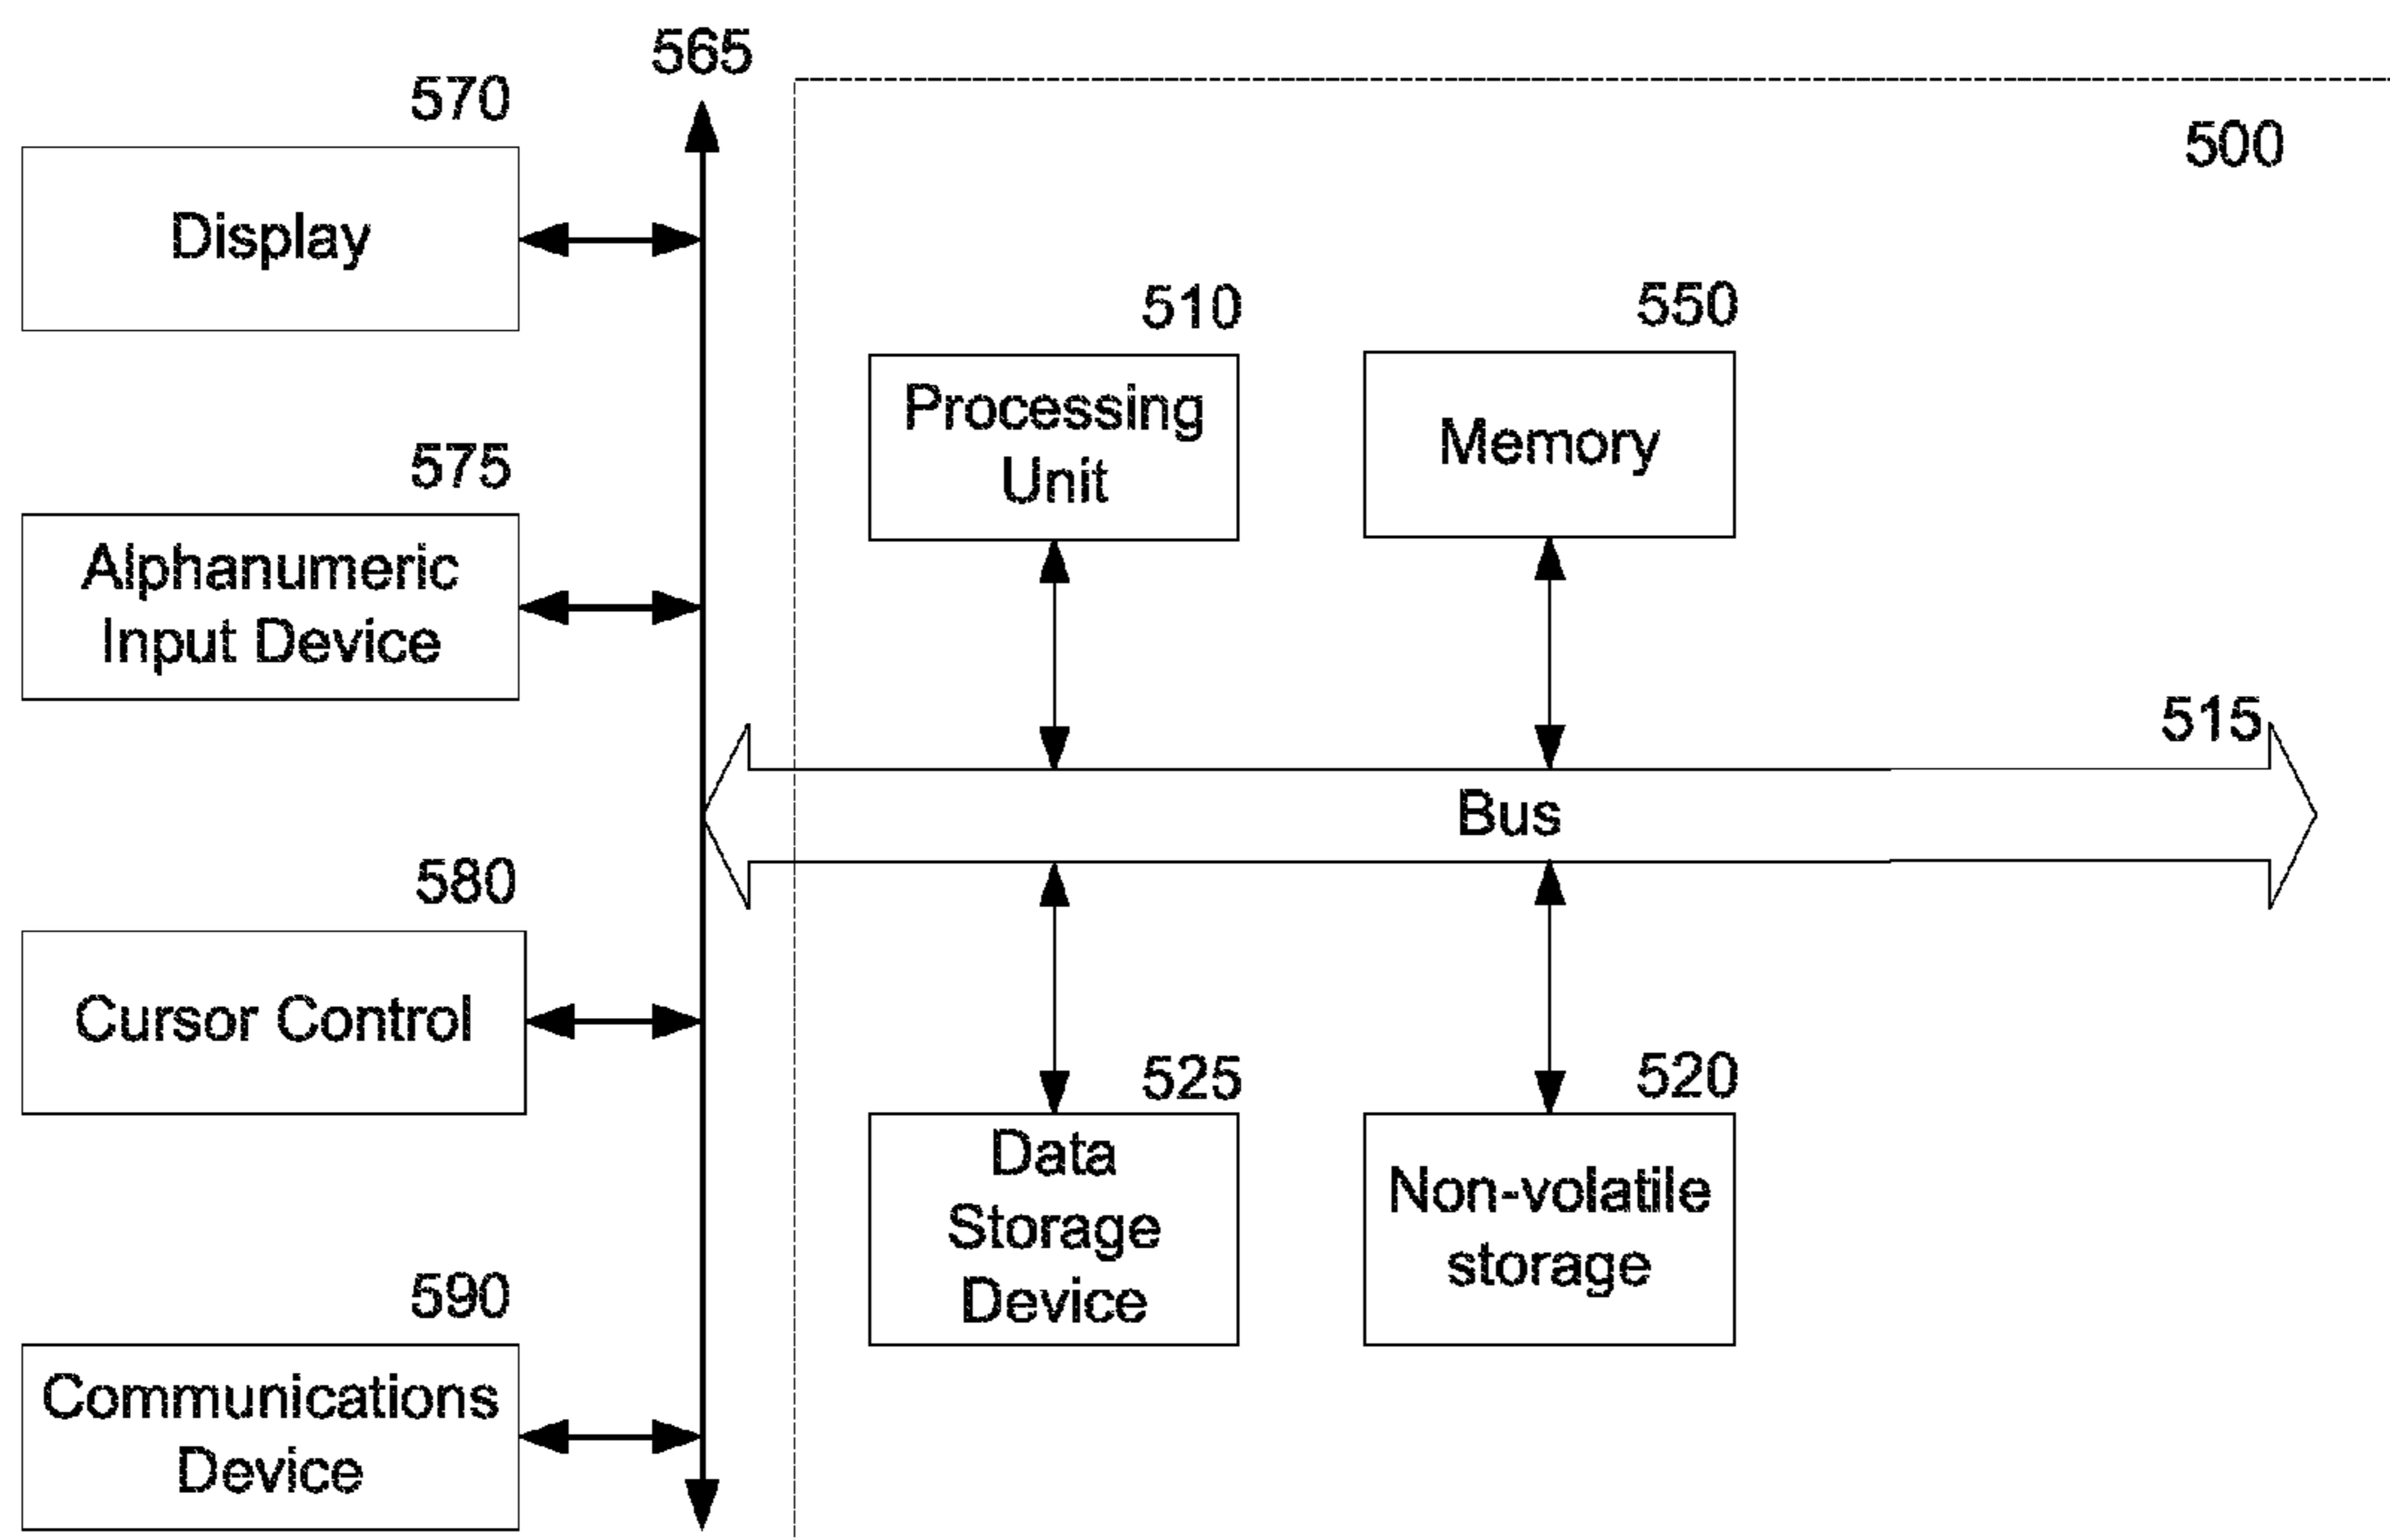 565
570
500
Display
510
550
Processing
Unit
Memory
575
Alphanumeric
Input Device
515
Bus
580
Cursor Control
525
520
Data
Storage
Device
Non-volatile
storage
590
Communications
Device